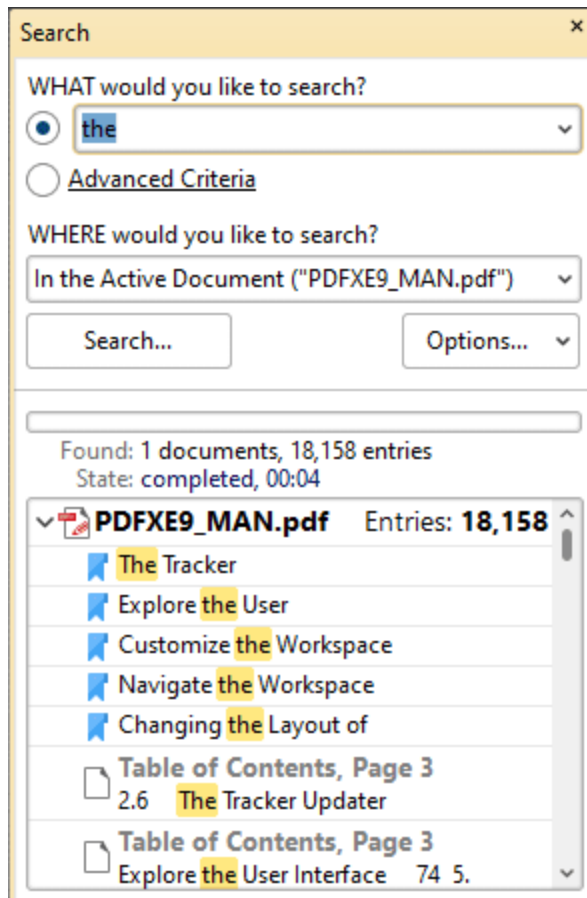 Search
WHAT would you like to search?
the
Advanced Criteria
WHERE would you like to search?
In the Active Document ("PDFXE9_MAN.pdf")
Search... Options...
Found: 1 documents, 18,158 entries
State: completed, 00:04
PDFXE9_MAN.pdf Entries: 18,158
The Tracker
Explore the User
Customize the Workspace
Navigate the Workspace
Changing the Layout of
Table of Contents, Page 3
2.6 The Tracker Updater
Table of Contents, Page 3
Explore the User Interface 74 5.